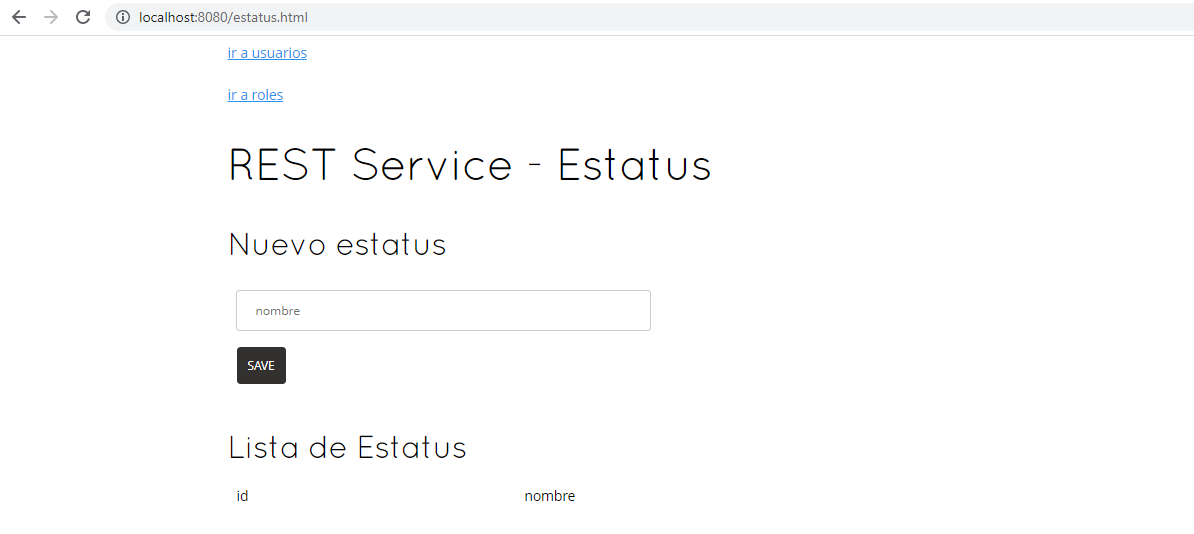 localhost:8080/estatus.html
ir a usuarios
ir a roles
REST Service - Estatus
Nuevo estatus
nombre
SAVE
Lista de Estatus
id nombre